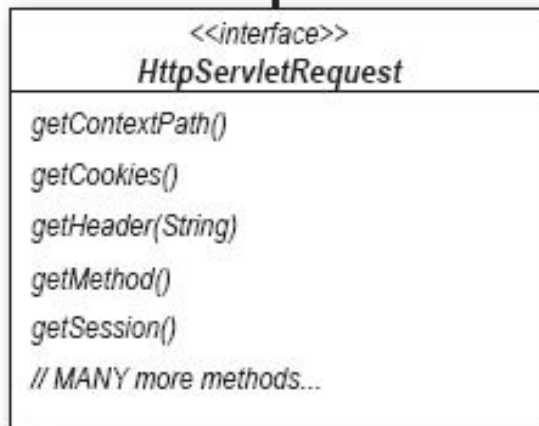 <<interface>>
HttpServletRequest
getContextPath()
getCookies()
getHeader(String)
getMethod()
getSession()
// MANY more methods...